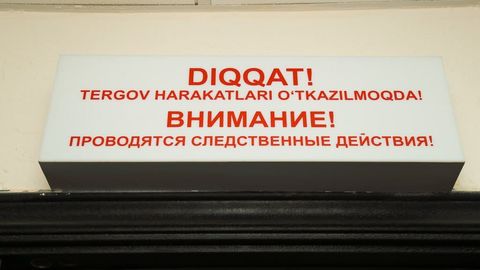 DIQQAT!
TERGOV HARAKATLARI O‘TKAZILMOQDA!
ВНИМАНИЕ!
ПРОВОДЯТСЯ СЛЕДСТВЕННЫЕ ДЕЙСТВИЯ!